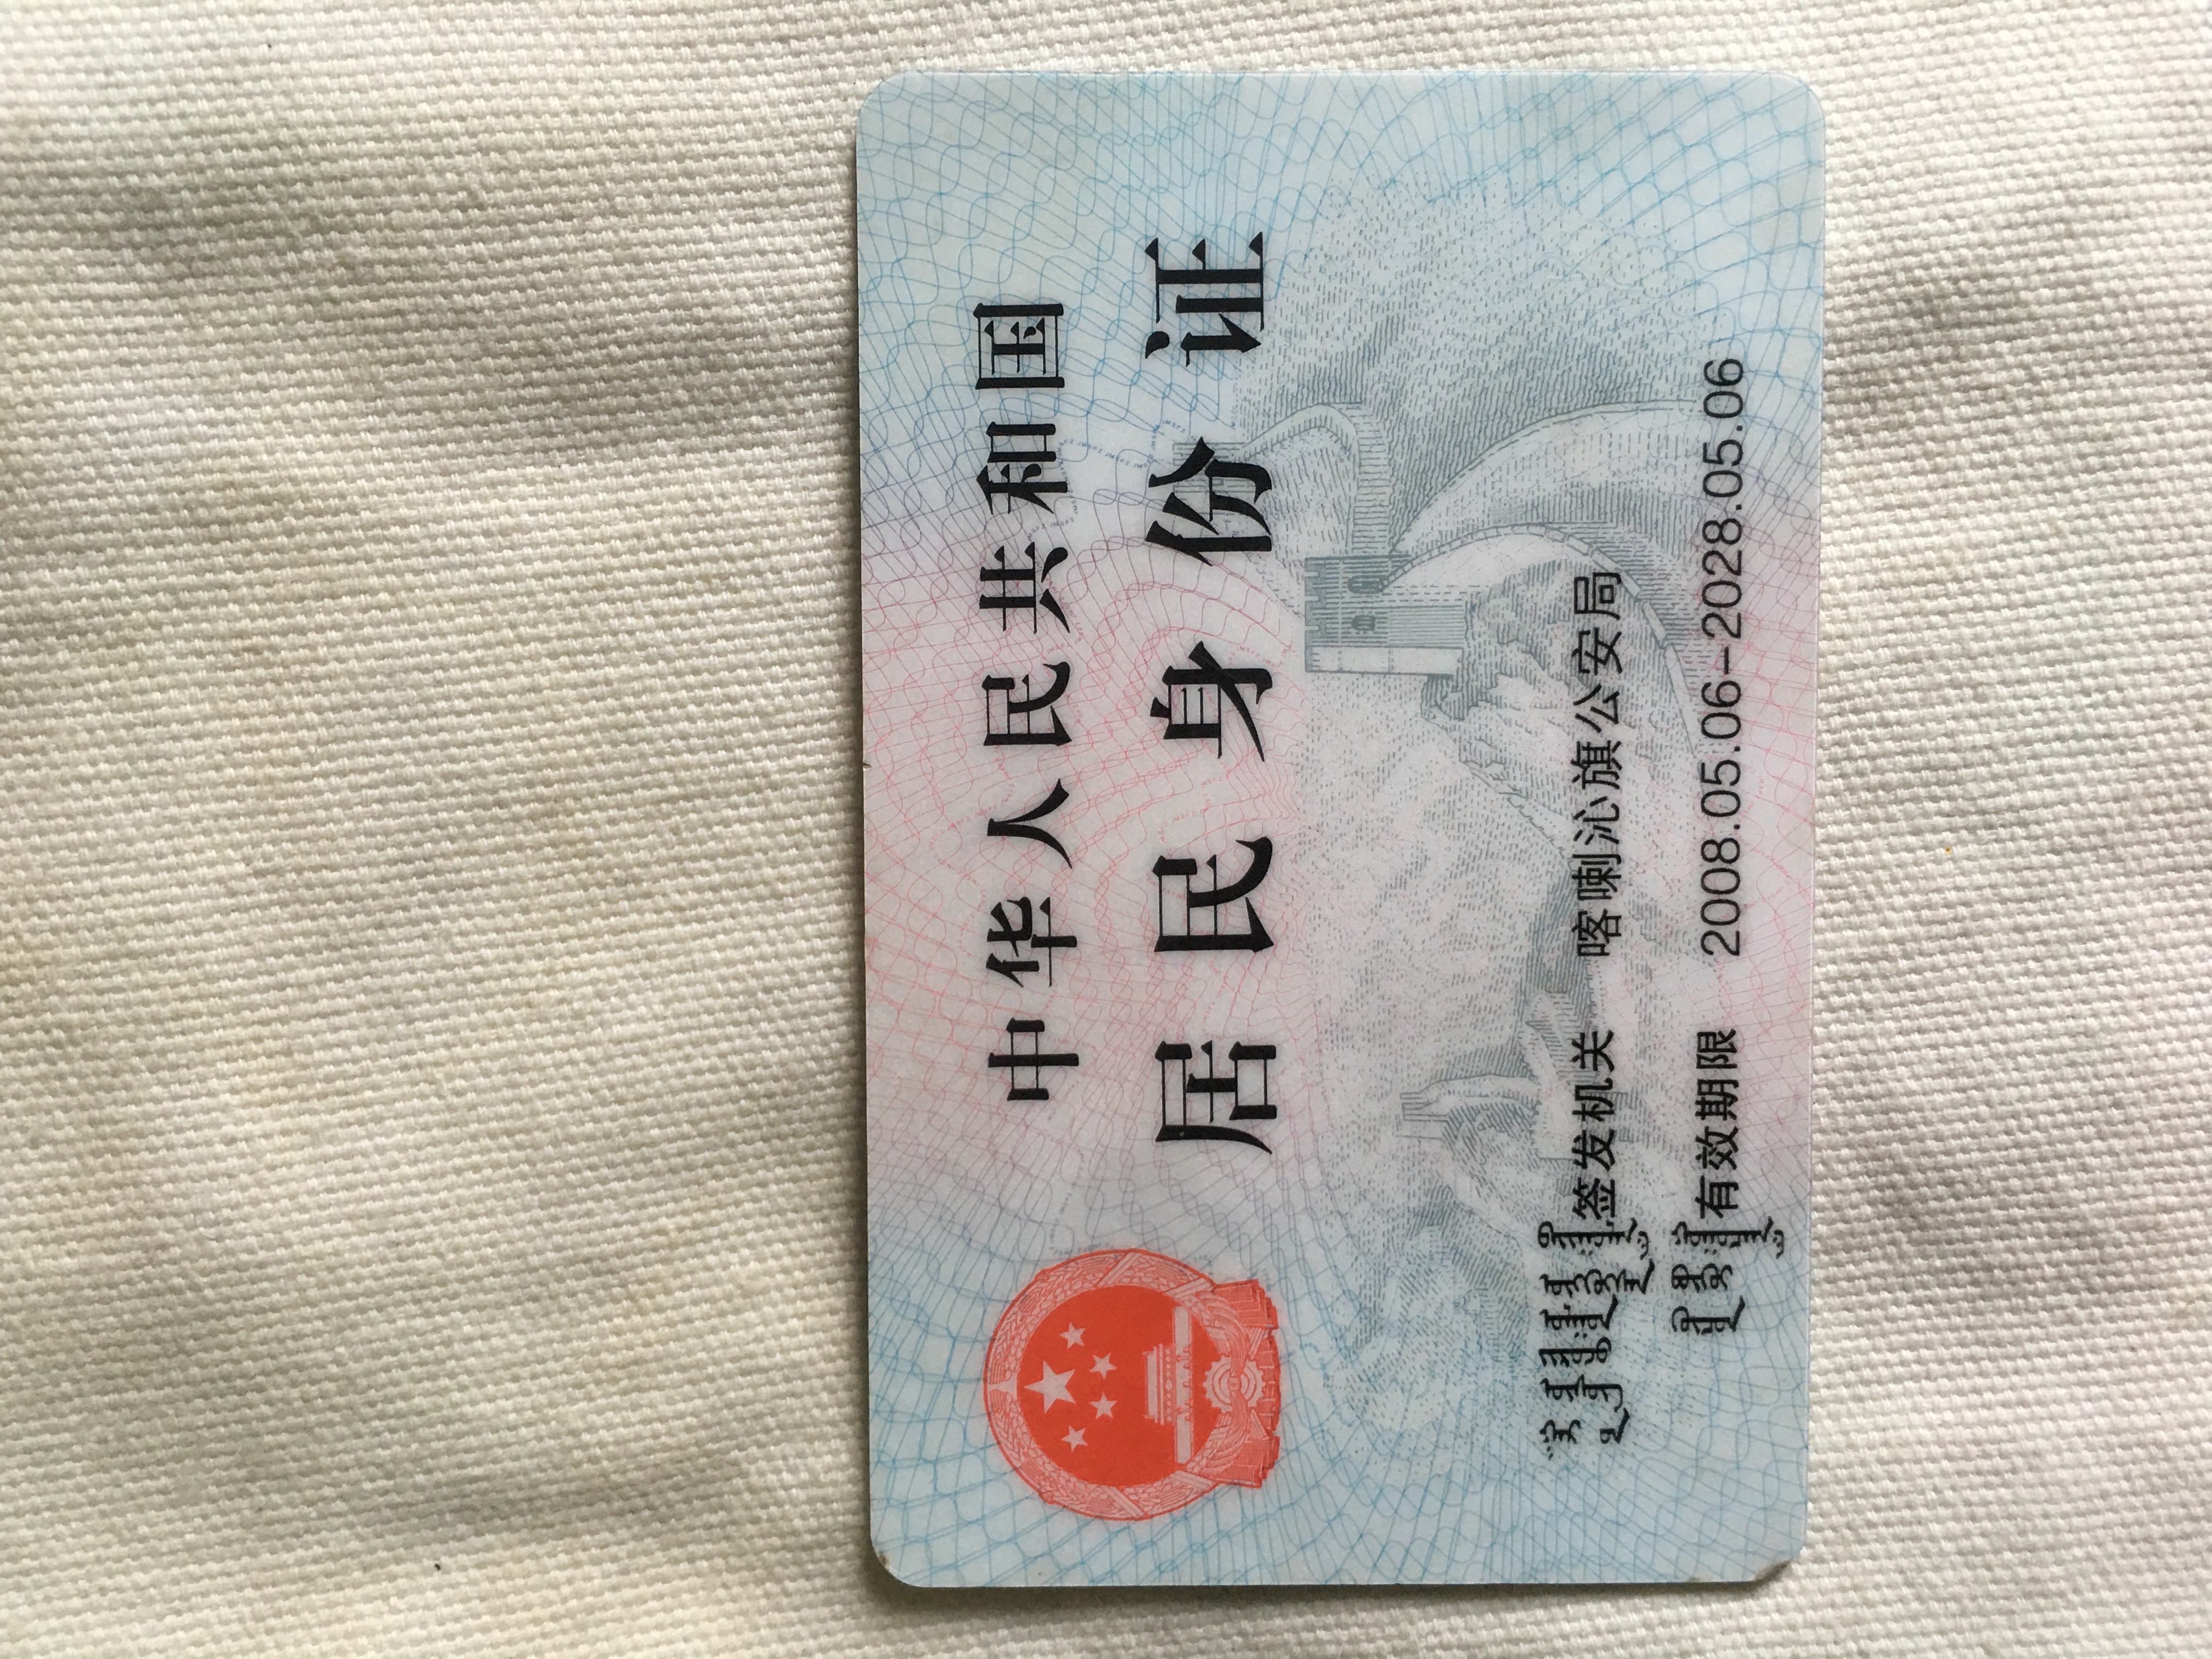 中华人民共和国
居民身份证
签发机关 喀喇沁旗公安局
有效期限 2008.05.06-2028.05.06